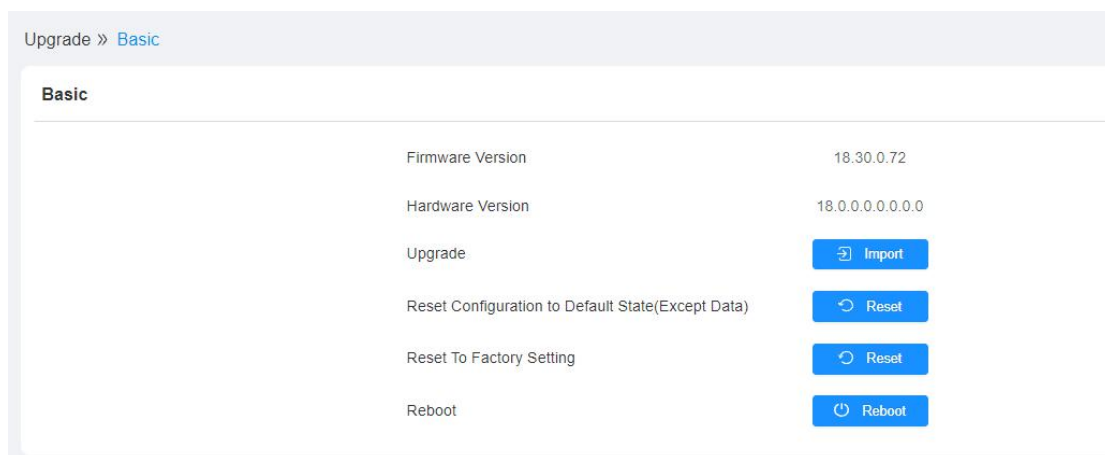 Upgrade » Basic
Basic
Firmware Version 18.30.0.72
Hardware Version 18.0.0.0.0.0.0.0
Upgrade Import
Reset Configuration to Default State(Except Data) Reset
Reset To Factory Setting Reset
Reboot Reboot